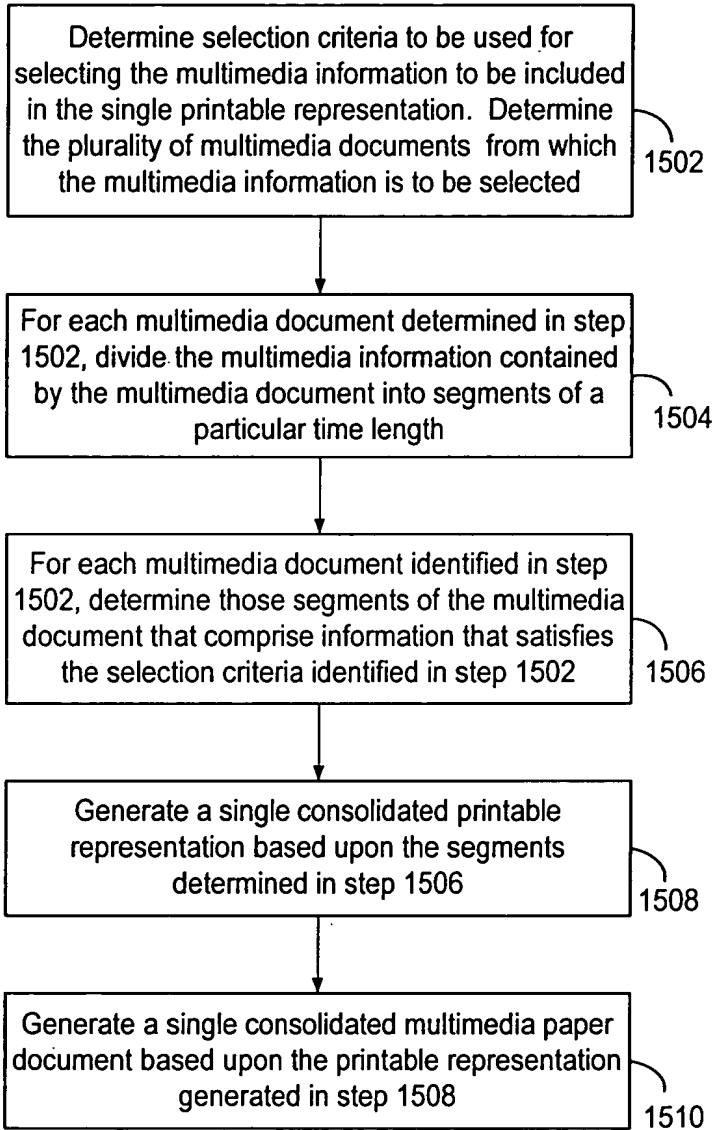 Determine selection criteria to be used for
selecting the multimedia information to be included
in the single printable representation. Determine
the plurality of multimedia documents from which
the multimedia information is to be selected
1502
For each multimedia document determined in step
1502, divide the multimedia information contained
by the multimedia document into segments of a
particular time length
1504
For each multimedia document identified in step
1502, determine those segments of the multimedia
document that comprise information that satisfies
the selection criteria identified in step 1502
1506
Generate a single consolidated printable
representation based upon the segments
determined in step 1506
1508
Generate a single consolidated multimedia paper
document based upon the printable representation
generated in step 1508
1510